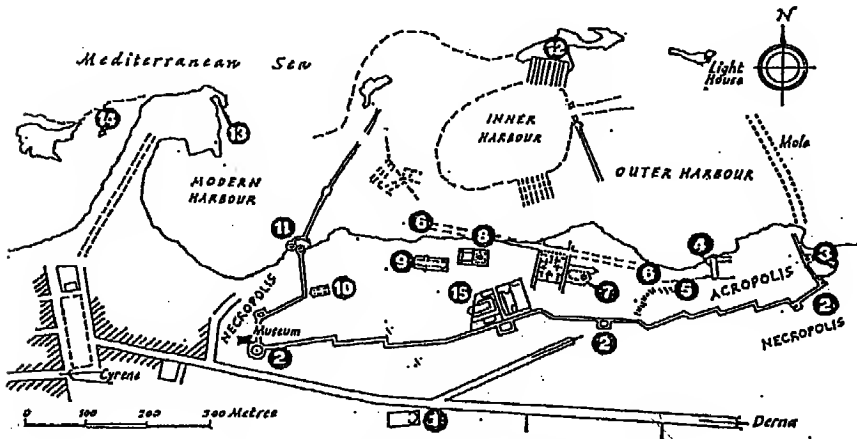 N
Mediterranean Sea
12
Light
House
14
13
INNER
HARBOUR
Mole
MODERN
HARBOUR
OUTER HARBOUR
6
11
8
4
3
9
6
10
7
5
ACROPOLIS
NECROPOLIS
15
2
Museum
2
2
NECROPOLIS
Cyrene
0 100 200 300 Metres
1
Derna